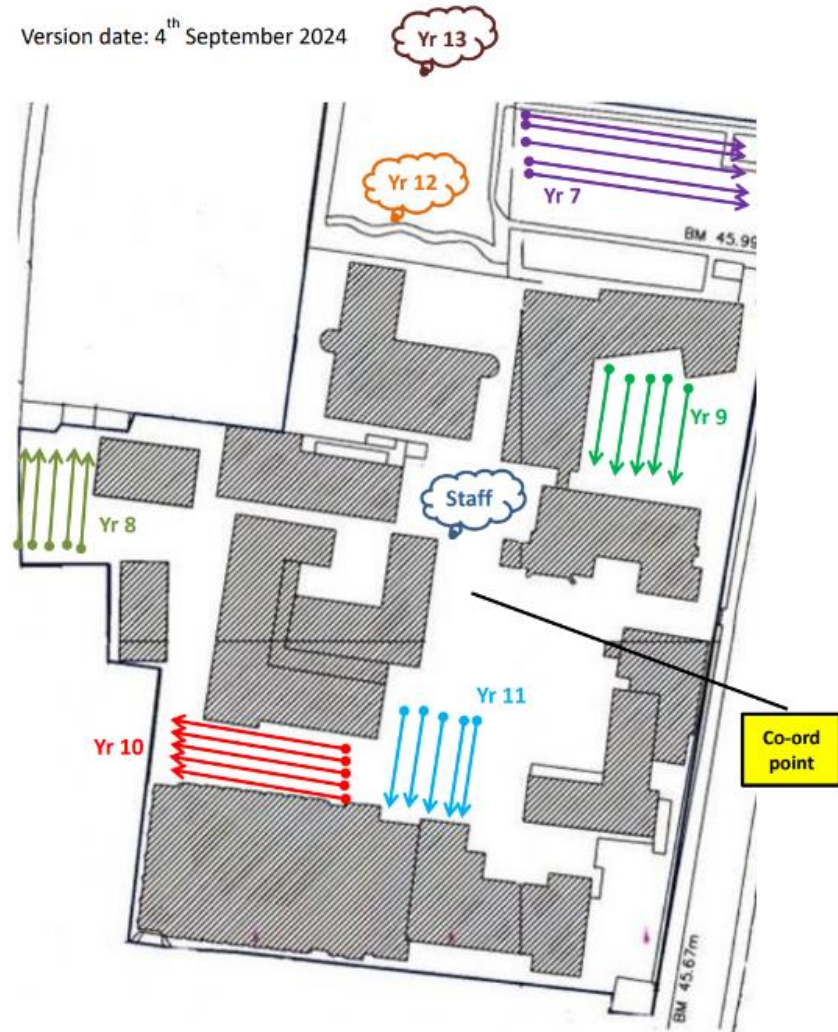 Version date: 4th September 2024
Yr 13
Yr 12
Yr 7
BM 45.99
Yr 9
Staff
Yr 8
Yr 11
Yr 10
Co-ord
point
BM 45.67m